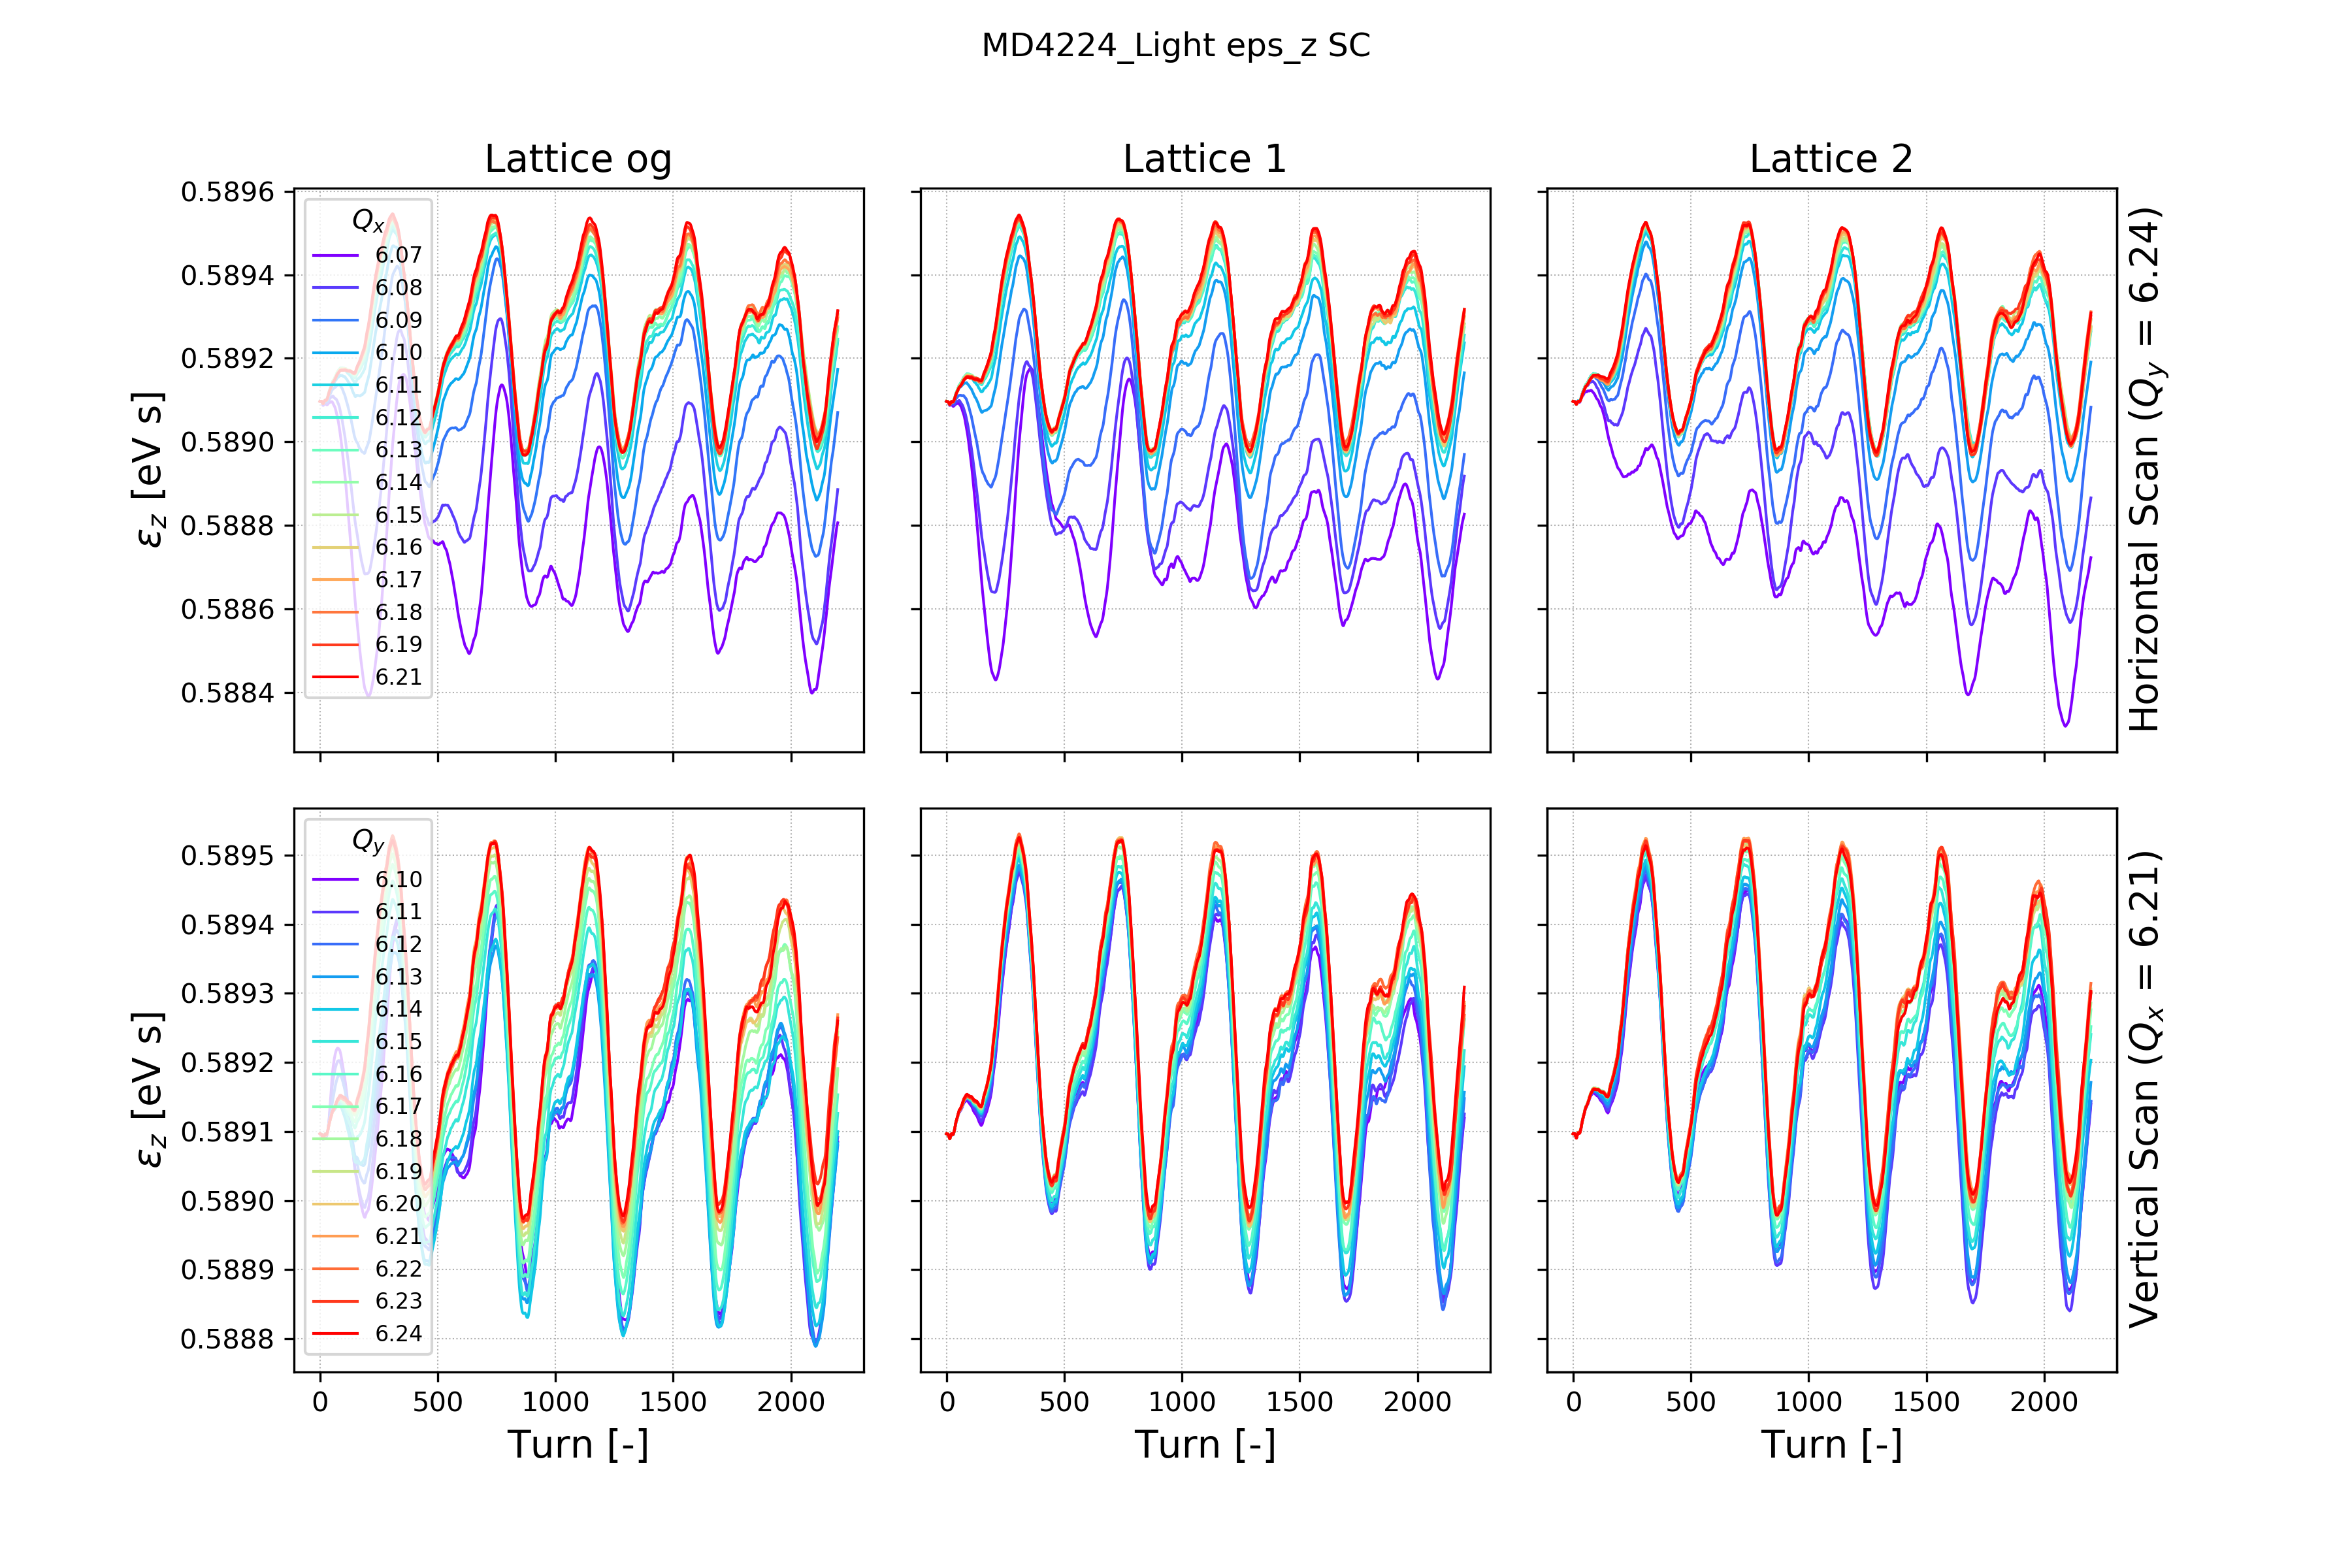 MD4224_Light eps_z SC
Lattice og
Lattice 1
Lattice 2
0.5896
0.5894
0.5892
0.5890
0.5888
0.5886
0.5884
ε_z [eV s]
Q_x
6.07
6.08
6.09
6.10
6.11
6.12
6.13
6.14
6.15
6.16
6.17
6.18
6.19
6.21
Horizontal Scan (Q_y = 6.24)
0.5895
0.5894
0.5893
0.5892
0.5891
0.5890
0.5889
0.5888
ε_z [eV s]
Q_y
6.10
6.11
6.12
6.13
6.14
6.15
6.16
6.17
6.18
6.19
6.20
6.21
6.22
6.23
6.24
Vertical Scan (Q_x = 6.21)
0 500 1000 1500 2000
0 500 1000 1500 2000
0 500 1000 1500 2000
Turn [-]
Turn [-]
Turn [-]